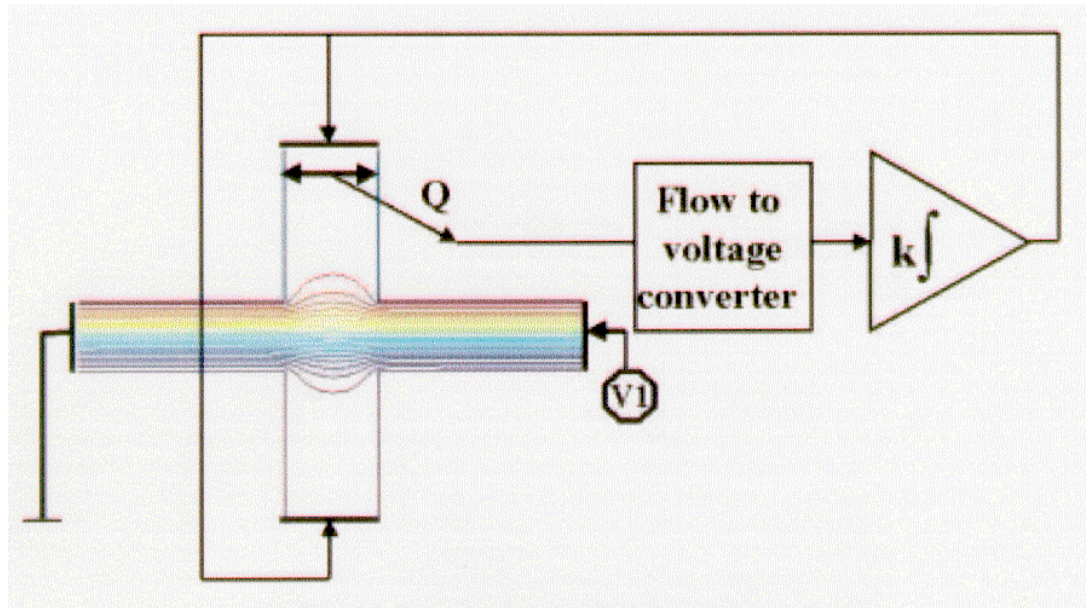 Q
Flow to
voltage
converter
k∫
V1